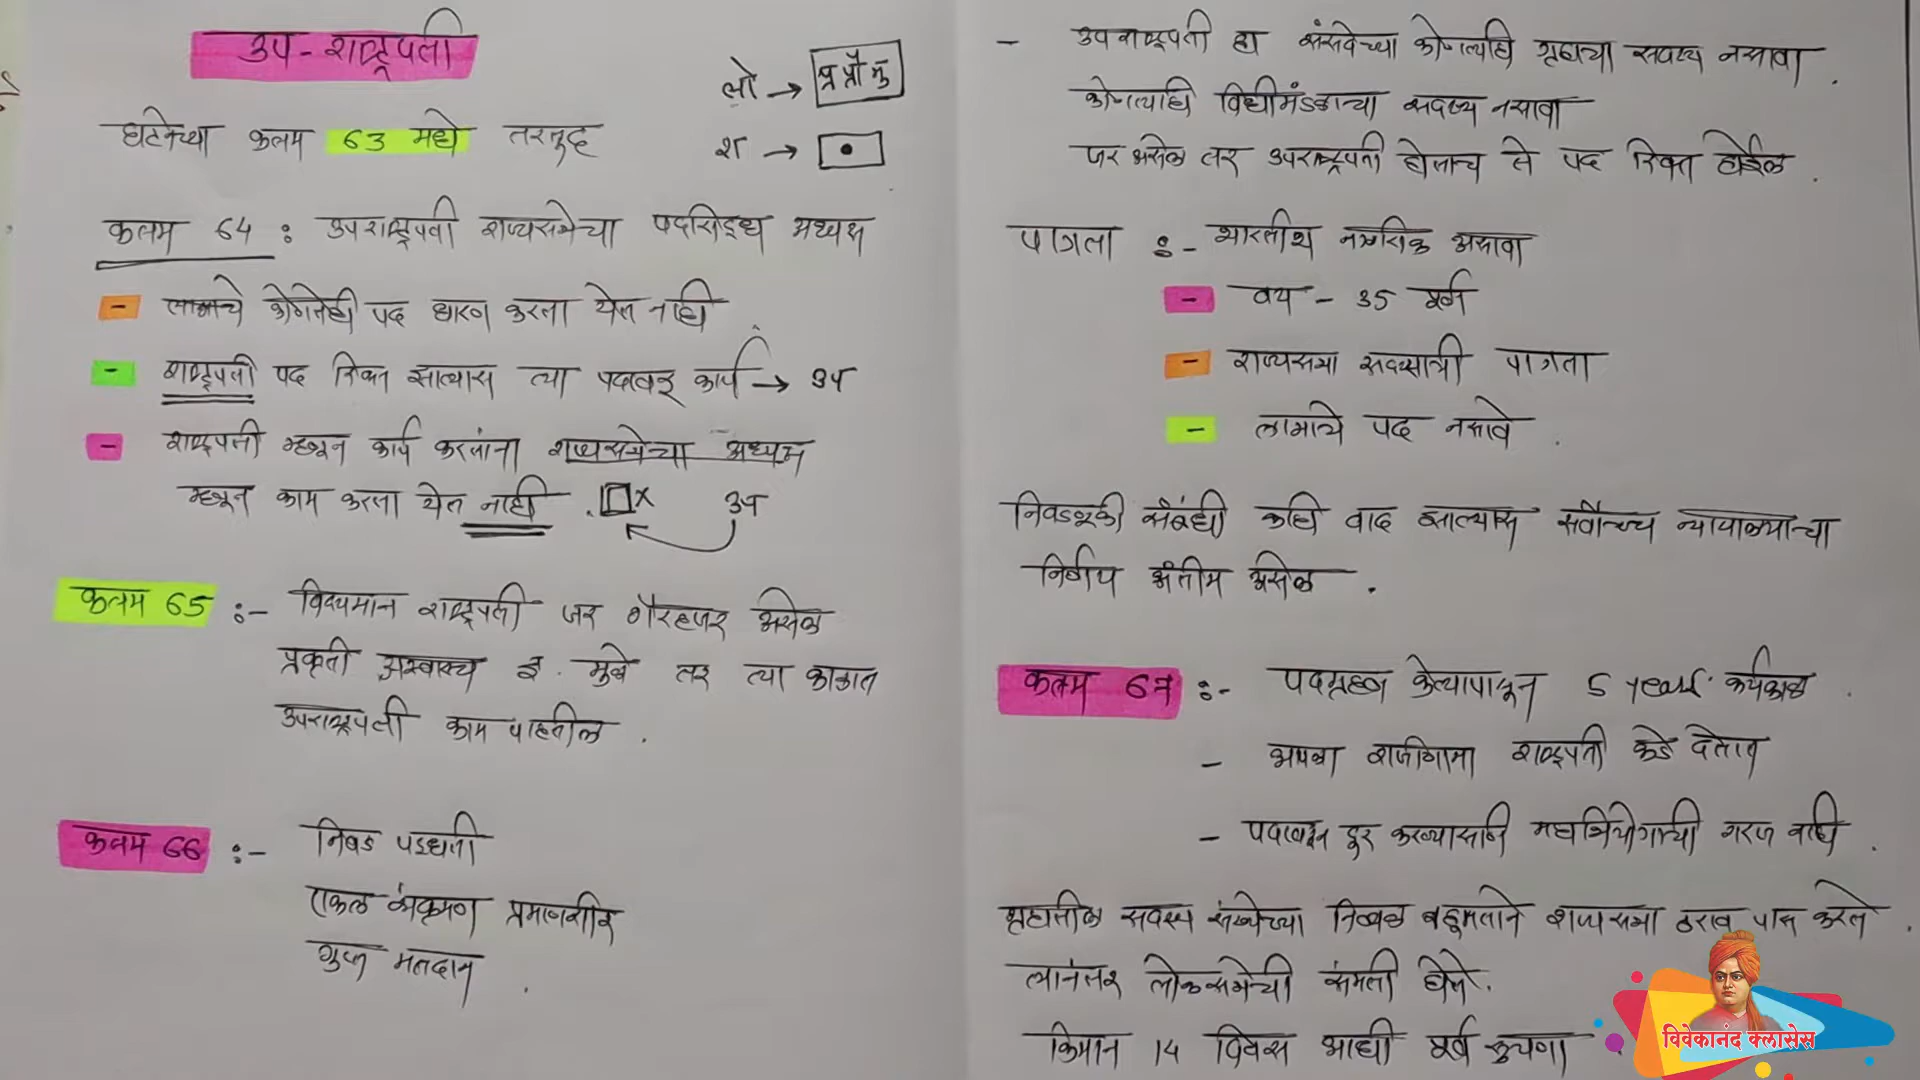 उप-राष्ट्रपती
लो → प्र प्रौ गु
घटनेच्या कलम 63 मध्ये तरतुद
रा → •
कलम 64 : उपराष्ट्रपती राज्यसभेचा पदसिद्ध अध्यक्ष
- लाभाचे कोणतेही पद धारण करता येत नाही
- राष्ट्रपती पद रिक्त झाल्यास त्या पदावर कार्य → उप
- राष्ट्रपती म्हणून कार्य करतांना राज्यसभेच्या अध्यक्ष
म्हणून काम करता येत नाही . x उप
कलम 65 :- विद्यमान राष्ट्रपती जर गैरहजर असेल
प्रकृती अस्वास्थ्य इ. मुळे तर त्या काळात
उपराष्ट्रपती काम पाहतील .
कलम 66 :- निवड पद्धती
एकल संक्रमण प्रमाणशीर
गुप्त मतदान .
- उपराष्ट्रपती हा संसदेच्या कोणत्याहि गृहाचा सदस्य नसावा .
कोणत्याहि विधीमंडळाच्या सदस्य नसावा
जर असेल तर उपराष्ट्रपती होताच ते पद रिक्त होईल .
पात्रता :- भारतीय नागरिक असावा
- वय - 35 वर्ष
- राज्यसभा सदस्याची पात्रता
- लाभाचे पद नसावे .
निवडणूकी संबंधी काहि वाद झाल्यास सर्वोच्च न्यायालयाचा
निर्णय अंतीम असेल .
कलम 67 :- पदग्रहण केल्यापासून 5 year कार्यकाळ .
- आपला राजीनामा राष्ट्रपती कडे देतात
- पदावरून दूर करण्यासाठी महाभियोगाची गरज नाही .
गृहातील सदस्य संख्येच्या निव्वळ बहुमताने राज्यसभा ठराव पास करते .
त्यानंतर लोकसभेची संमती घेते.
किमान 14 दिवस आधी पूर्व सुचना
विवेकानंद क्लासेस